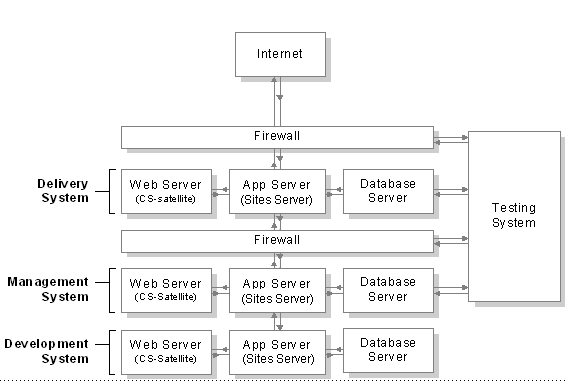 Internet
Firewall
Delivery
System
Web Server
(CS-satellite)
App Server
(Sites Server)
Database
Server
Testing
System
Firewall
Management
System
Web Server
(CS-Satellite)
App Server
(Sites Server)
Database
Server
Development
System
Web Server
(CS-Satellite)
App Server
(Sites Server)
Database
Server